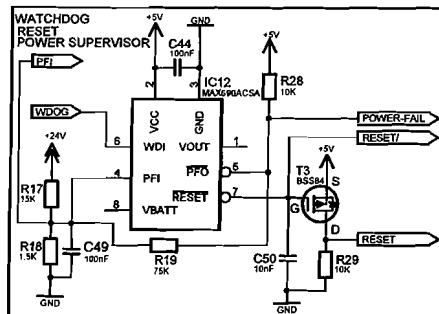 WATCHDOG
RESET
POWER SUPERVISOR
PFI
WDOG
+24V
R17
15K
R18
1.5K
C49
100nF
GND
+5V
C44
100nF
GND
IC12
MAX690ACSA
2
3
VCC
GND
6
WDI
VOUT
1
4
PFI
PFO
5
RESET
7
8
VBATT
R19
75K
+5V
R28
10K
POWER-FAIL
RESET/
T3
BSS84
+5V
S
G
D
RESET
C50
10nF
R29
10K
GND